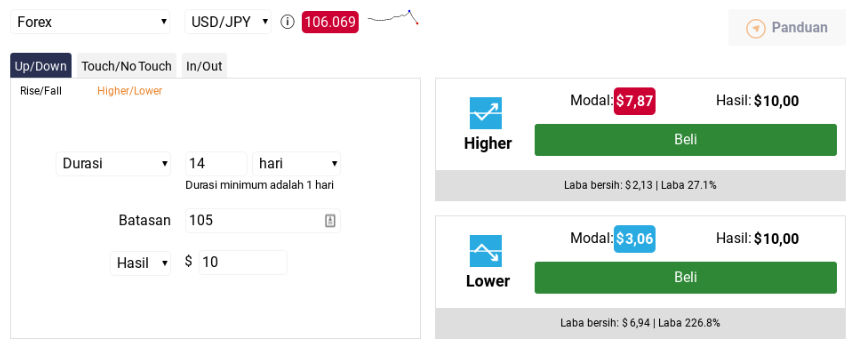 Forex USD/JPY 106.069 Panduan
Up/Down Touch/No Touch In/Out
Rise/Fall Higher/Lower
Durasi 14 hari
Durasi minimum adalah 1 hari
Batasan 105
Hasil $ 10
Higher
Modal: $7,87 Hasil: $10,00
Beli
Laba bersih: $2,13 | Laba 27.1%
Lower
Modal: $3,06 Hasil: $10,00
Beli
Laba bersih: $6,94 | Laba 226.8%